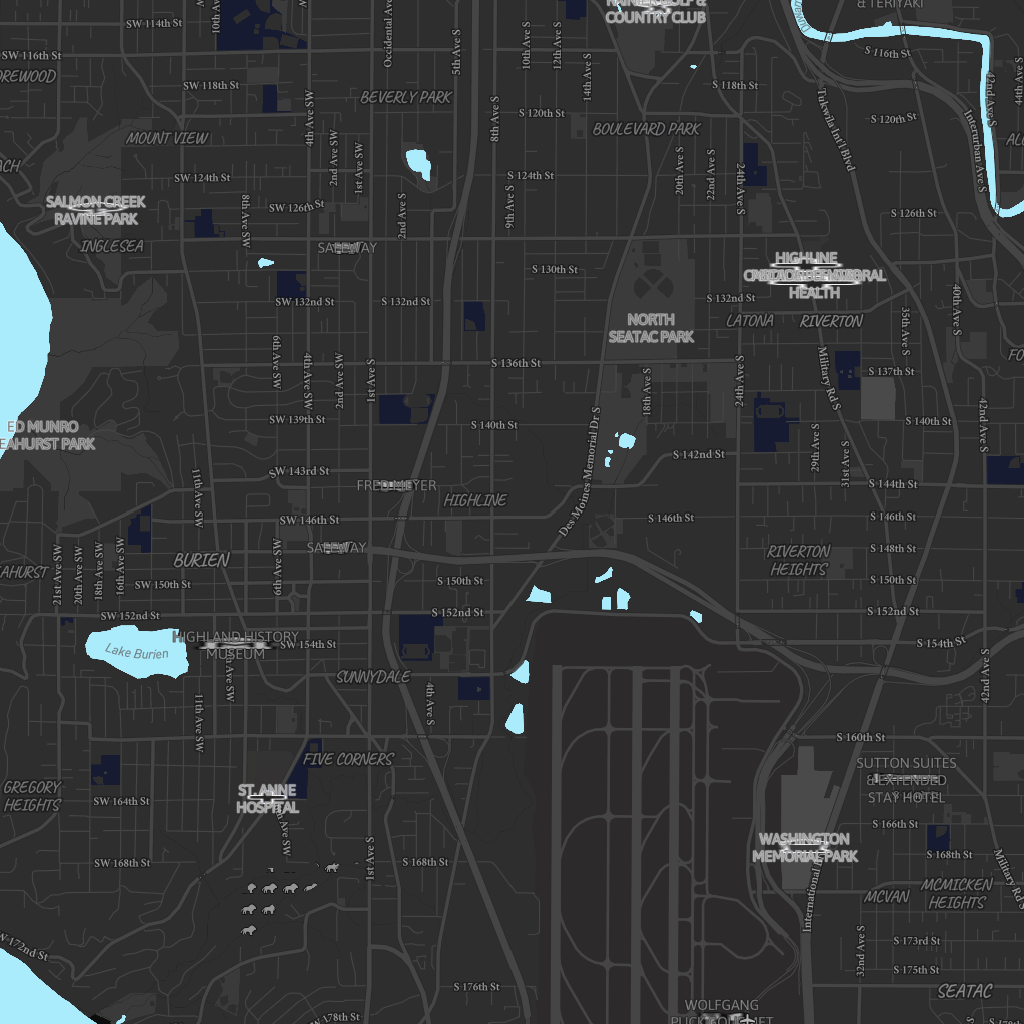 COUNTRY CLUB
& TERIYAKI
SW 114th St
10th Ave
Occidental Ave S
5th Ave S
10th Ave S
12th Ave S
14th Ave S
S 116th St
SW 116th St
42nd Ave S
44th Ave S
SW 118th St
BEVERLY PARK
S 118th St
Tukwila Int'l Blvd
4th Ave SW
8th Ave S
S 120th St
S 120th St
Interurban Ave S
MOUNT VIEW
BOULEVARD PARK
2nd Ave SW
1st Ave SW
20th Ave S
22nd Ave S
24th Ave S
SW 124th St
S 124th St
SALMON CREEK
RAVINE PARK
8th Ave SW
SW 126th St
2nd Ave S
9th Ave S
S 126th St
INGLESEA
SAFEWAY
HIGHLINE
HEALTH
S 130th St
SW 132nd St
S 132nd St
S 132nd St
40th Ave S
NORTH
SEATAC PARK
LATONA
RIVERTON
35th Ave S
6th Ave SW
4th Ave SW
2nd Ave SW
1st Ave S
S 136th St
24th Ave S
Military Rd S
S 137th St
18th Ave S
SW 139th St
S 140th St
S 140th St
42nd Ave S
ED MUNRO
EAHURST PARK
Des Moines Memorial Dr S
29th Ave S
31st Ave S
S 142nd St
SW 143rd St
S
11th Ave SW
FRED MEYER
S 144th St
HIGHLINE
SW 146th St
S 146th St
S 146th St
SAFEWAY
BURIEN
6th Ave SW
RIVERTON
HEIGHTS
S 148th St
EAHURST
21st Ave SW
20th Ave SW
18th Ave SW
16th Ave SW
SW 150th St
S 150th St
S 150th St
SW 152nd St
S 152nd St
S 152nd St
HIGHLAND HISTORY
MUSEUM
Lake Burien
SW 154th St
S 154th St
SUNNYDALE
4th Ave S
42nd Ave S
11th Ave SW
S 160th St
FIVE CORNERS
SUTTON SUITES
& EXTENDED
STAY HOTEL
GREGORY
HEIGHTS
SW 164th St
ST. ANNE
HOSPITAL
S 166th St
WASHINGTON
MEMORIAL PARK
1st Ave S
SW 168th St
S 168th St
S 168th St
Military Rd S
International
MCVAN
MCMICKEN
HEIGHTS
W 172nd St
32nd Ave S
S 173rd St
S 175th St
S 176th St
SEATAC
WOLFGANG
SW 178th St